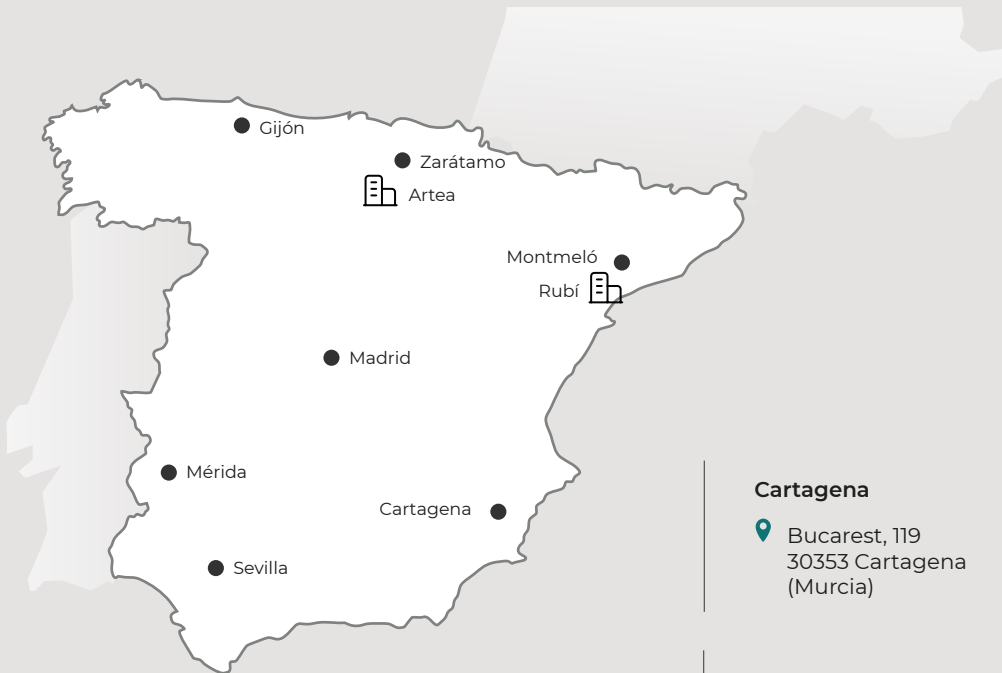 Gijón
Zarátamo
Artea
Montmeló
Rubí
Madrid
Mérida
Cartagena
Sevilla
Cartagena
Bucarest, 119
30353 Cartagena
(Murcia)